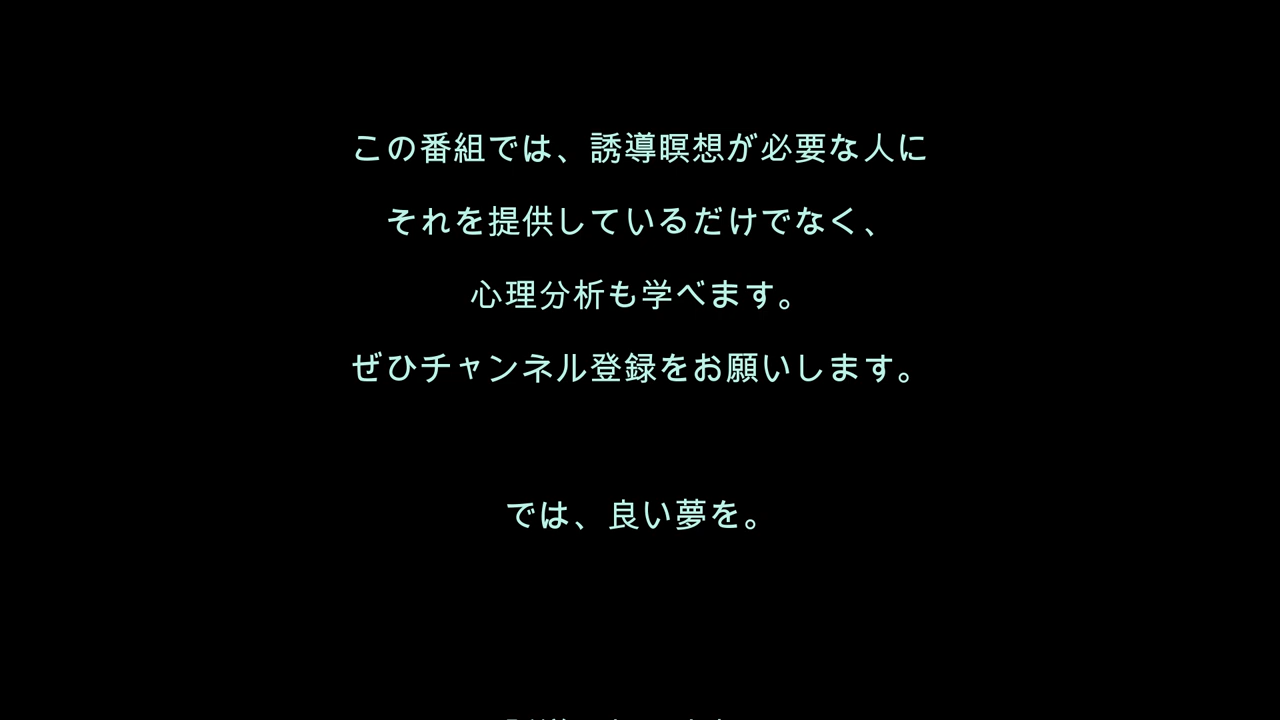 この番組では、誘導瞑想が必要な人に
それを提供しているだけでなく、
心理分析も学べます。
ぜひチャンネル登録をお願いします。
では、良い夢を。